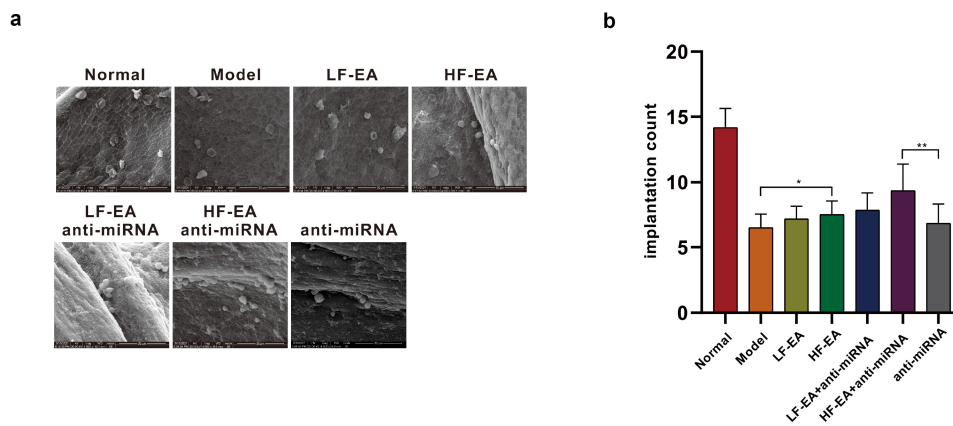 a
Normal
Model
LF-EA
HF-EA
LF-EA
anti-miRNA
HF-EA
anti-miRNA
anti-miRNA
b
implantation count
20
15
10
5
0
*
**
Normal
Model
LF-EA
HF-EA
LF-EA+anti-miRNA
HF-EA+anti-miRNA
anti-miRNA